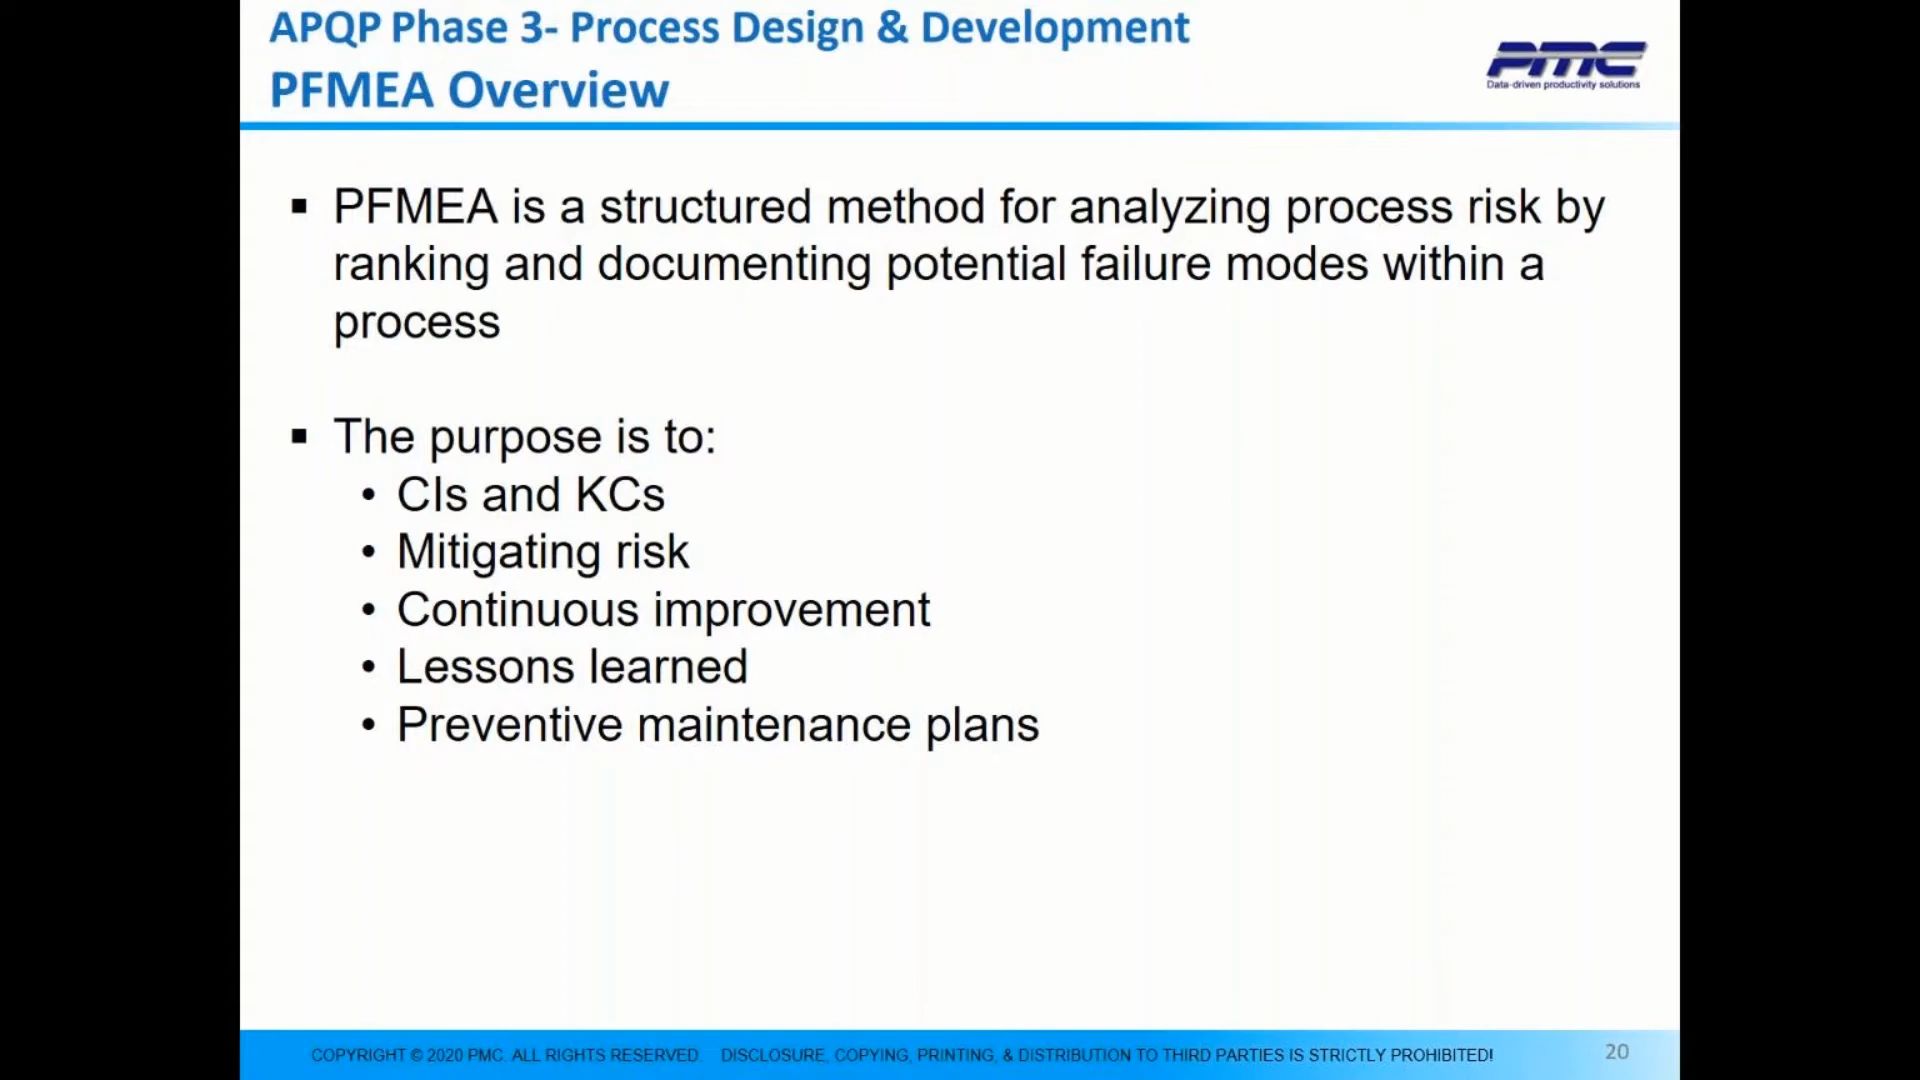 APQP Phase 3- Process Design & Development
PFMEA Overview
PMC
Data-driven productivity solutions
▪ PFMEA is a structured method for analyzing process risk by
ranking and documenting potential failure modes within a
process
▪ The purpose is to:
• CIs and KCs
• Mitigating risk
• Continuous improvement
• Lessons learned
• Preventive maintenance plans
COPYRIGHT © 2020 PMC. ALL RIGHTS RESERVED. DISCLOSURE, COPYING, PRINTING, & DISTRIBUTION TO THIRD PARTIES IS STRICTLY PROHIBITED!
20